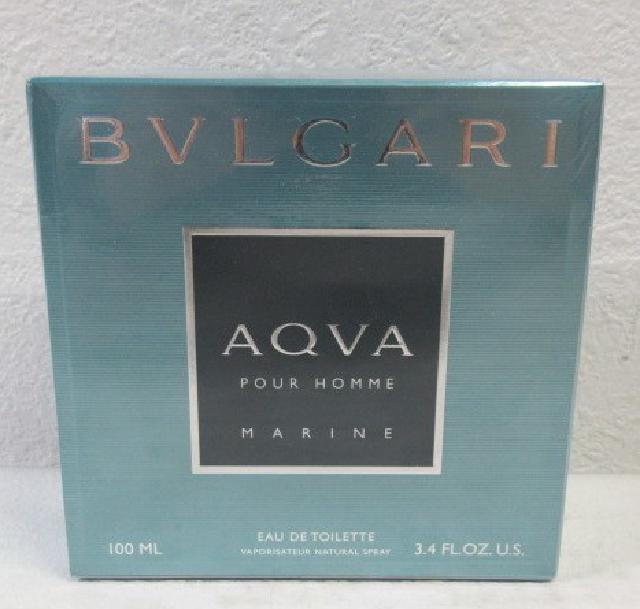 BVLGARI
AQVA
POUR HOMME
MARINE
EAU DE TOILETTE
100 ML VAPORISATEUR NATURAL SPRAY 3.4 FL.OZ. U.S.